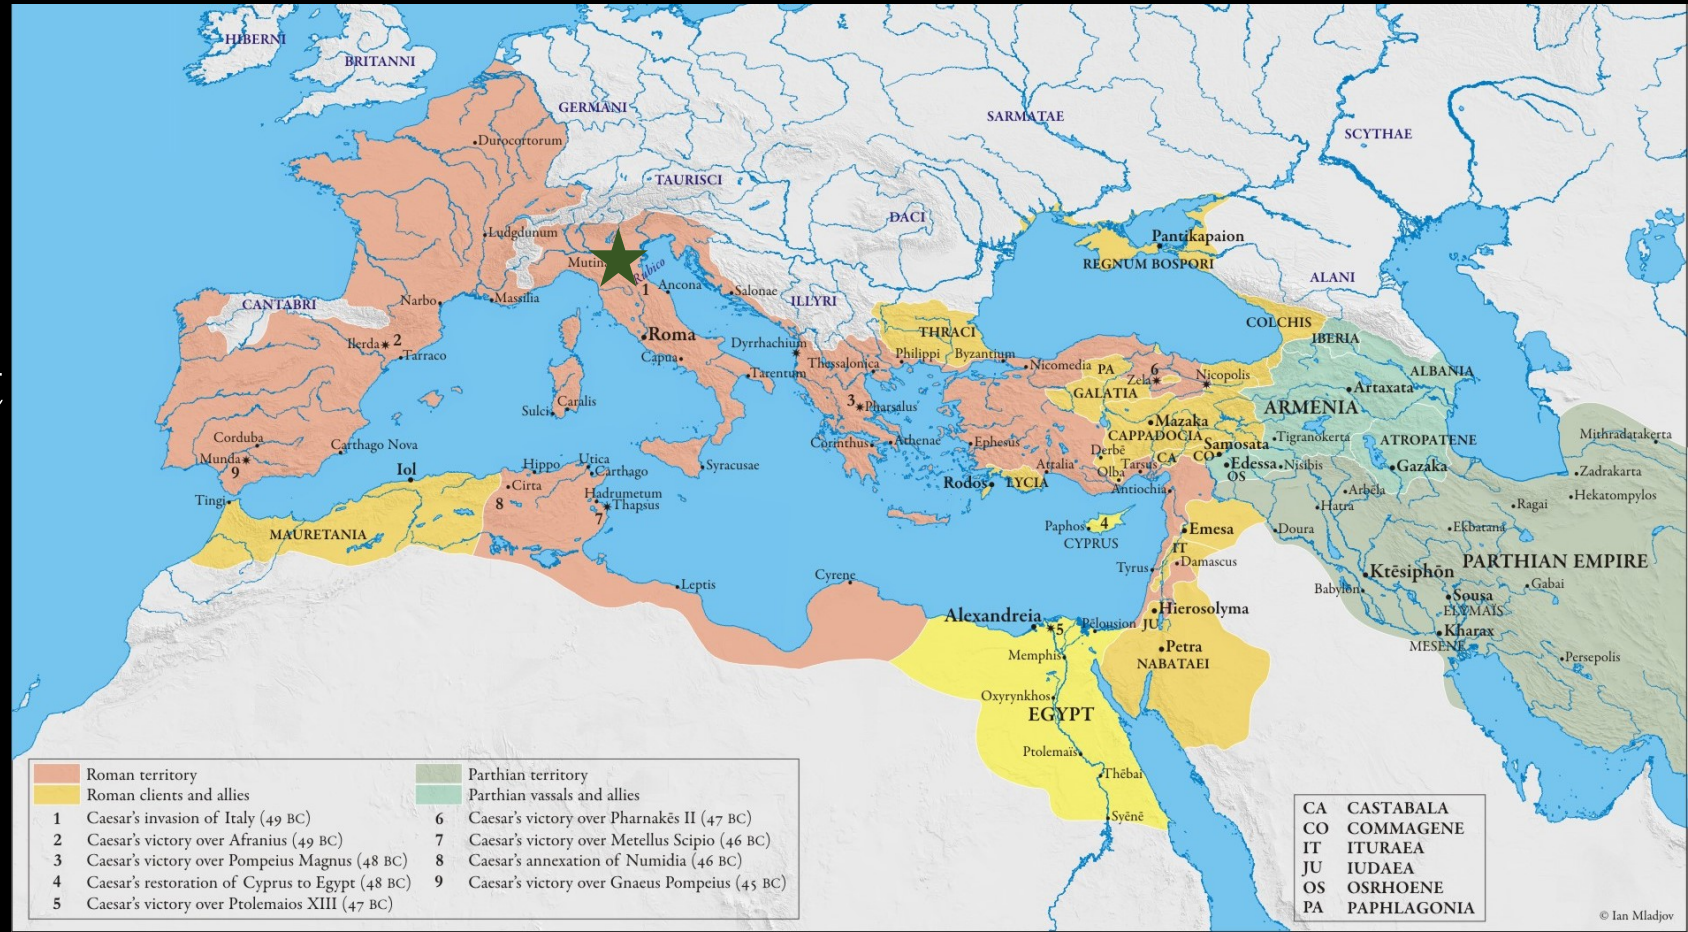 HIBERNI
BRITANNI
GERMANI
SARMATAE
SCYTHAE
Durocortorum
TAURISCI
DACI
Ludgdunum
Pantikapaion
REGNUM BOSPORI
Mutin
Rubico
ALANI
1
Ancona
Salonae
ILLYRI
CANTABRI
Narbo
Massilia
COLCHIS
THRACI
IBERIA
Roma
Ilerda
2
Tarraco
Capua
Dyrrhachium
Thessalonica
Philippi
Byzantium
Nicomedia
PA
6
Zela
Nicopolis
ALBANIA
Tarentum
Artaxata
GALATIA
ARMENIA
Sulci
Caralis
3
Pharsalus
Mazaka
CAPPADOCIA
Samosata
Tigranokerta
ATROPATENE
Mithradatakerta
Corduba
Carthago Nova
Corinthus
Athenae
Ephesus
Derbē
CA
CO
Munda
9
Iol
Hippo
Utica
Carthago
Syracusae
Attalia
Olba
Tarsus
Edessa
Nisibis
OS
Gazaka
Zadrakarta
Cirta
Rodos
LYCIA
Antiochia
Arbēla
Hekatompylos
Tingi
8
Hadrumetum
Thapsus
7
Hatra
Ragai
MAURETANIA
Paphos
4
CYPRUS
Emesa
Doura
Ekbatana
IT
Tyrus
Damascus
PARTHIAN EMPIRE
Ktēsiphōn
Leptis
Cyrene
Babylōn
Gabai
Sousa
ELYMAÏS
Alexandreia
5
Pēlousion
JU
Hierosolyma
Kharax
MESENE
Memphis
Petra
NABATAEI
Persepolis
Oxyrynkhos
EGYPT
Ptolemaïs
Thēbai
Syēnē
Roman territory
Roman clients and allies
1 Caesar's invasion of Italy (49 BC)
2 Caesar's victory over Afranius (49 BC)
3 Caesar's victory over Pompeius Magnus (48 BC)
4 Caesar's restoration of Cyprus to Egypt (48 BC)
5 Caesar's victory over Ptolemaios XIII (47 BC)
Parthian territory
Parthian vassals and allies
6 Caesar's victory over Pharnakēs II (47 BC)
7 Caesar's victory over Metellus Scipio (46 BC)
8 Caesar's annexation of Numidia (46 BC)
9 Caesar's victory over Gnaeus Pompeius (45 BC)
CA CASTABALA
CO COMMAGENE
IT ITURAEA
JU IUDAEA
OS OSRHOENE
PA PAPHLAGONIA
© Ian Mladjov